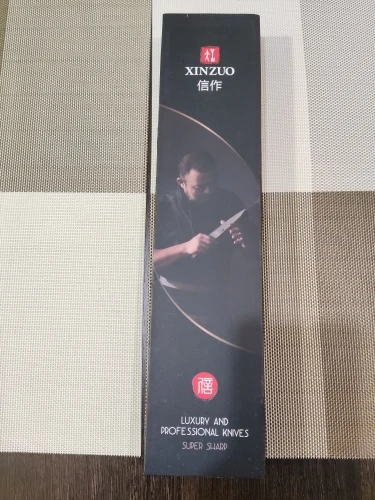 XINZUO
信作
LUXURY AND
PROFESSIONAL KNIVES
SUPER SHARP